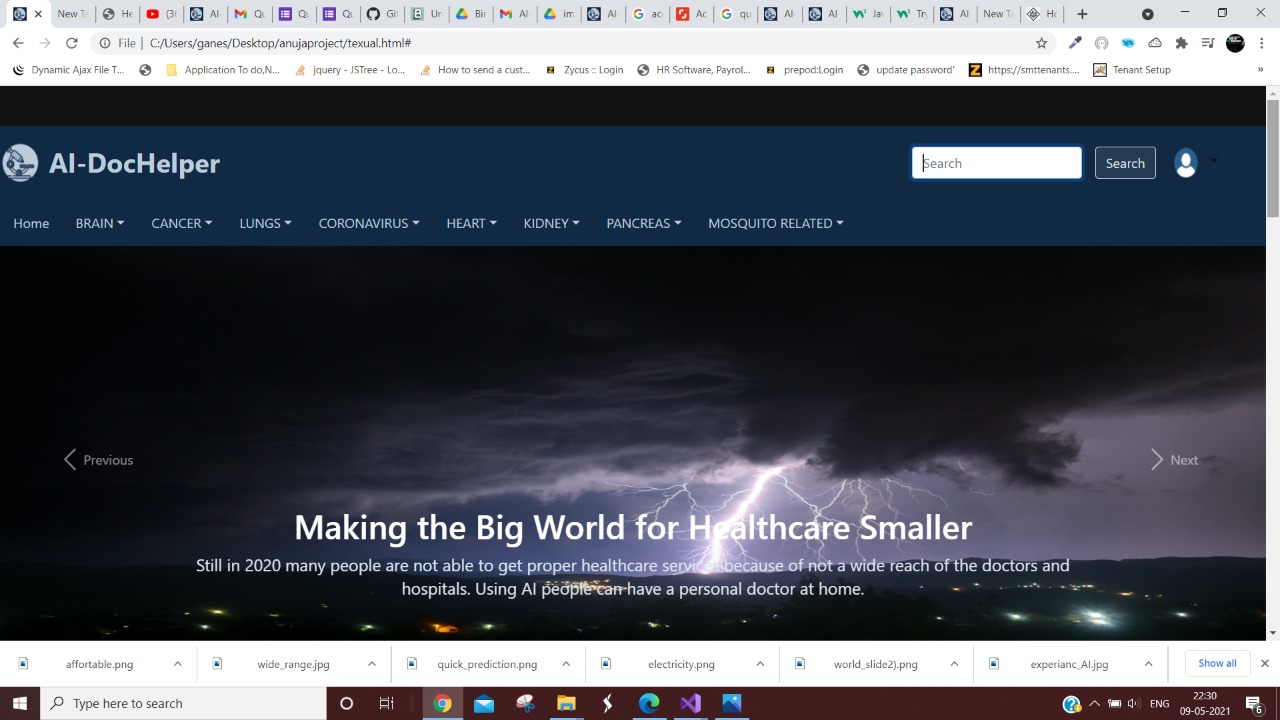 New Ta
He
(30
AI-
Qu
Qu
Qu
Git
Ur
Bir
AI-
im
AI-
ac
Ac
qu
AI-
AI-
Jav
Try
AI
New Ta
Ho
File | C:/Users/ganes/Desktop/anujaproject/texual.html#
Dynamic Ajax File T...
Application To do,N...
jquery - JSTree - Lo...
How to send a cust...
Zycus :: Login
HR Software, Payrol...
prepod:Login
update password'
https://smttenants....
Tenant Setup
»
AI-DocHelper
Search
Search
Home
BRAIN
CANCER
LUNGS
CORONAVIRUS
HEART
KIDNEY
PANCREAS
MOSQUITO RELATED
Previous
Next
Making the Big World for Healthcare Smaller
Still in 2020 many people are not able to get proper healthcare services because of not a wide reach of the doctors and
hospitals. Using AI people can have a personal doctor at home.
affortable.png
wide_range.jpg
quick_prediction.png
electricity.png
world_slide2).png
experianc_AI.jpg
Show all
Type here to search
ENG
22:30
09-05-2021
6